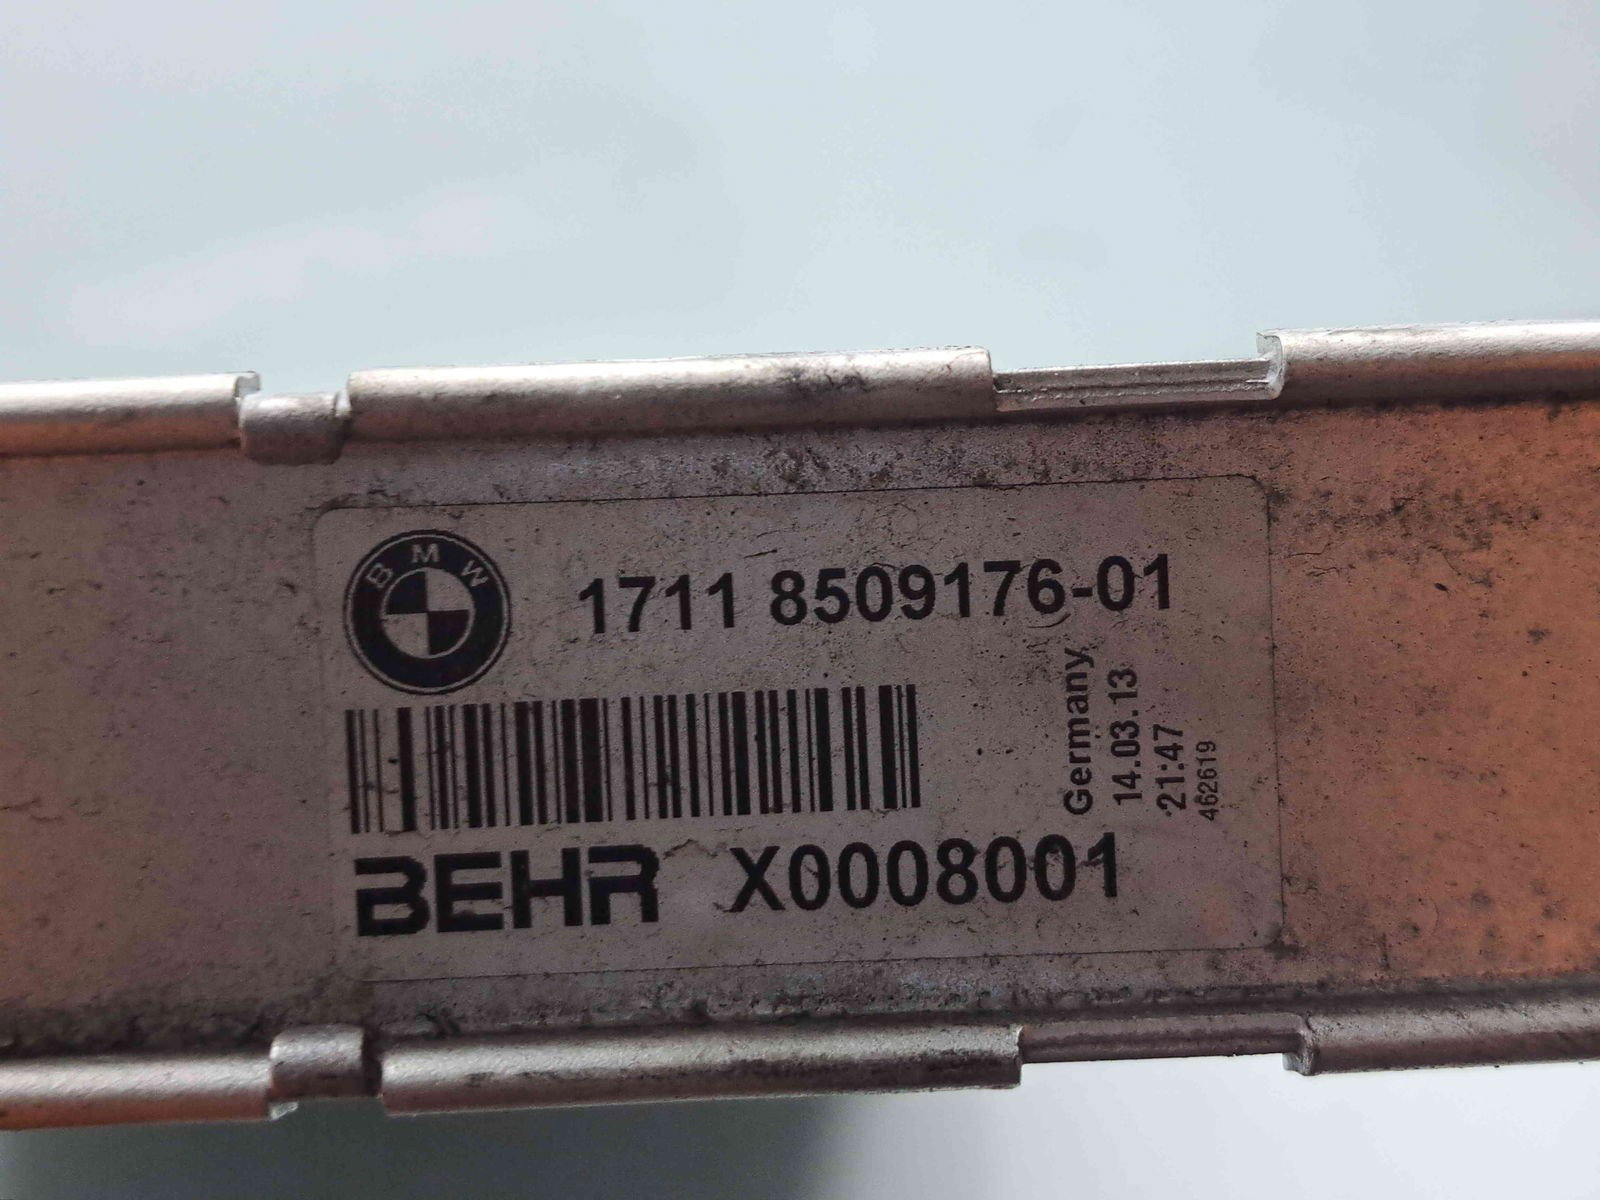 BMW
1711 8509176-01
Germany
14.03.13
21:47
462619
BEHR X0008001